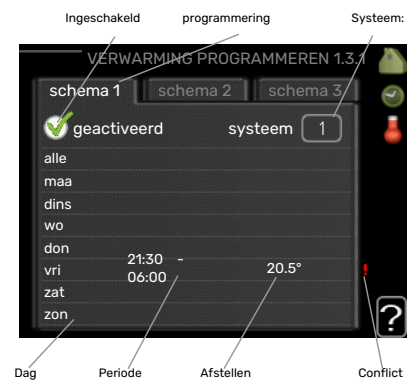 Ingeschakeld programmering Systeem:
VERWARMING PROGRAMMEREN 1.3.1
schema 1 schema 2 schema 3
geactiveerd systeem 1
alle
maa
dins
wo
don
vri 21:30 - 06:00 20.5° !
zat
zon
?
Dag Periode Afstellen Conflict